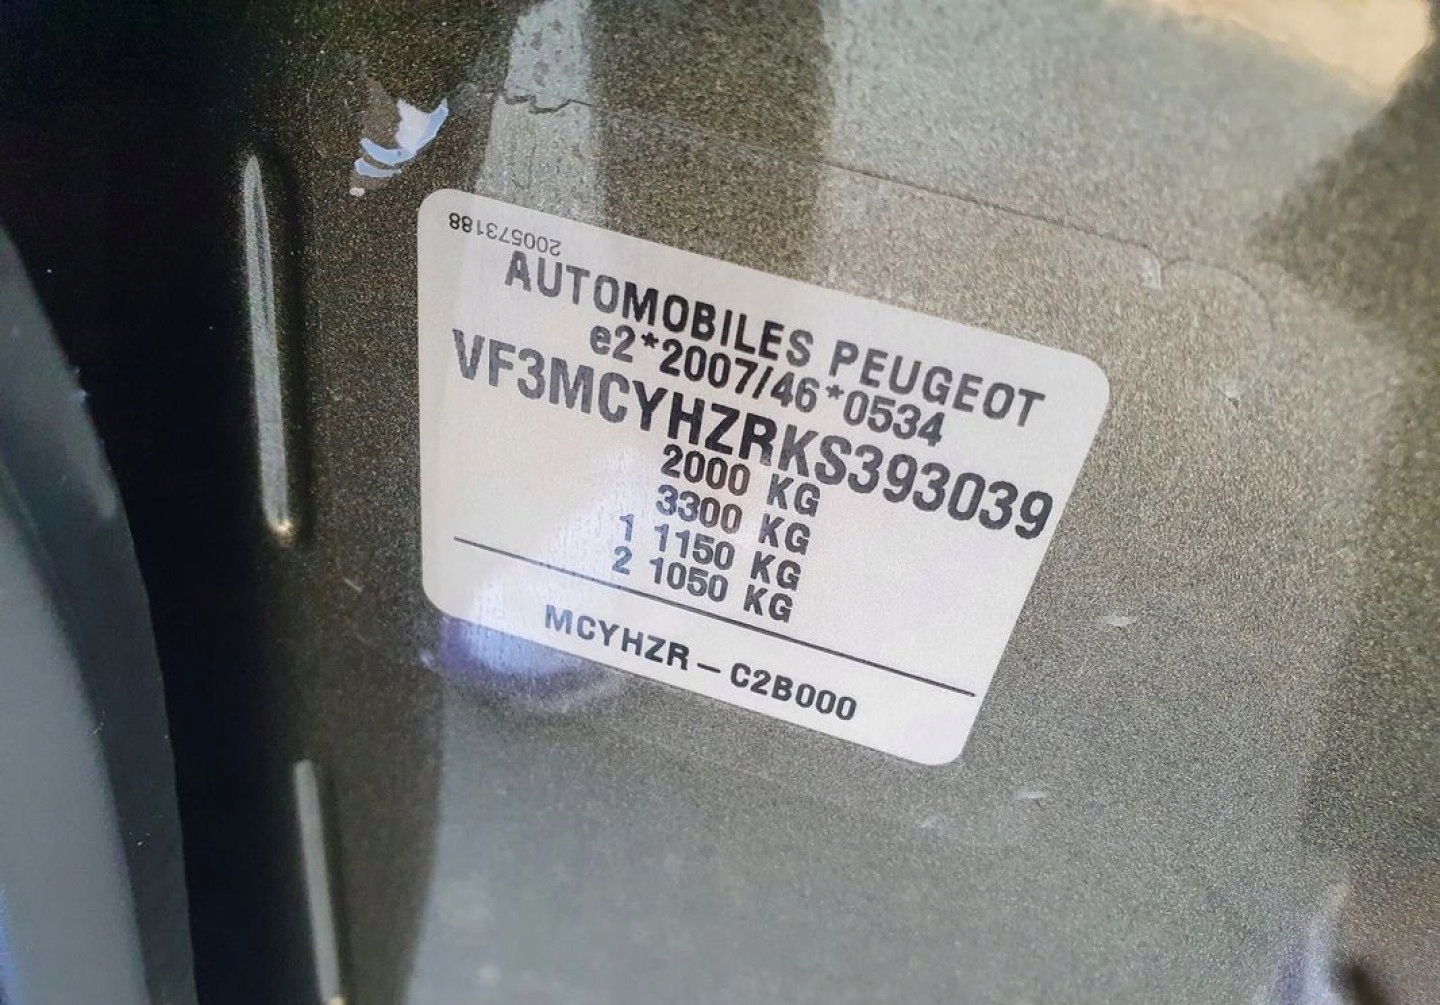 200573188
AUTOMOBILES PEUGEOT
e2*2007/46*0534
VF3MCYHZRKS393039
2000 KG
3300 KG
1 1150 KG
2 1050 KG
MCYHZR – C2B000